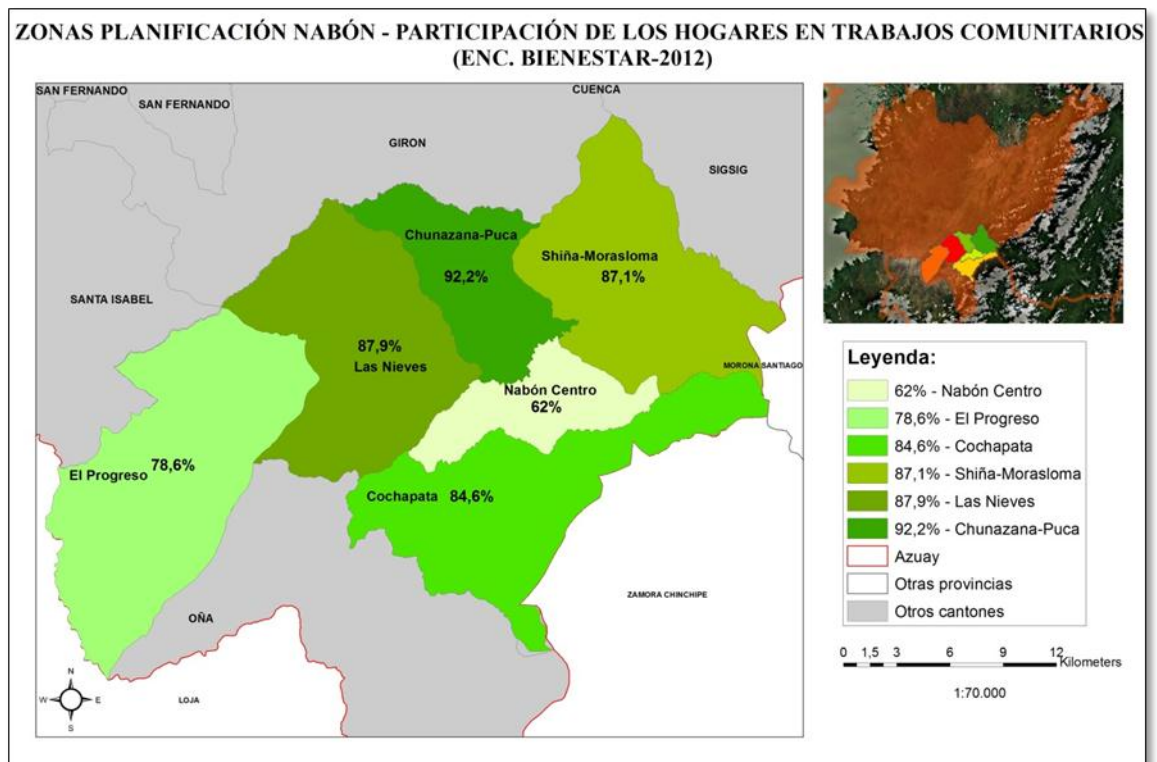 ZONAS PLANIFICACIÓN NABÓN - PARTICIPACIÓN DE LOS HOGARES EN TRABAJOS COMUNITARIOS
(ENC. BIENESTAR-2012)
SAN FERNANDO
SAN FERNANDO
CUENCA
GIRON
SIGSIG
Chunazana-Puca
92,2%
Shiña-Morasloma
87,1%
SANTA ISABEL
87,9%
Las Nieves
MORONA SANTIAGO
Nabón Centro
62%
El Progreso 78,6%
Cochapata 84,6%
ZAMORA CHINCHIPE
OÑA
LOJA
N
W E
S
Leyenda:
62% - Nabón Centro
78,6% - El Progreso
84,6% - Cochapata
87,1% - Shiña-Morasloma
87,9% - Las Nieves
92,2% - Chunazana-Puca
Azuay
Otras provincias
Otros cantones
0 1,5 3 6 9 12
Kilometers
1:70.000